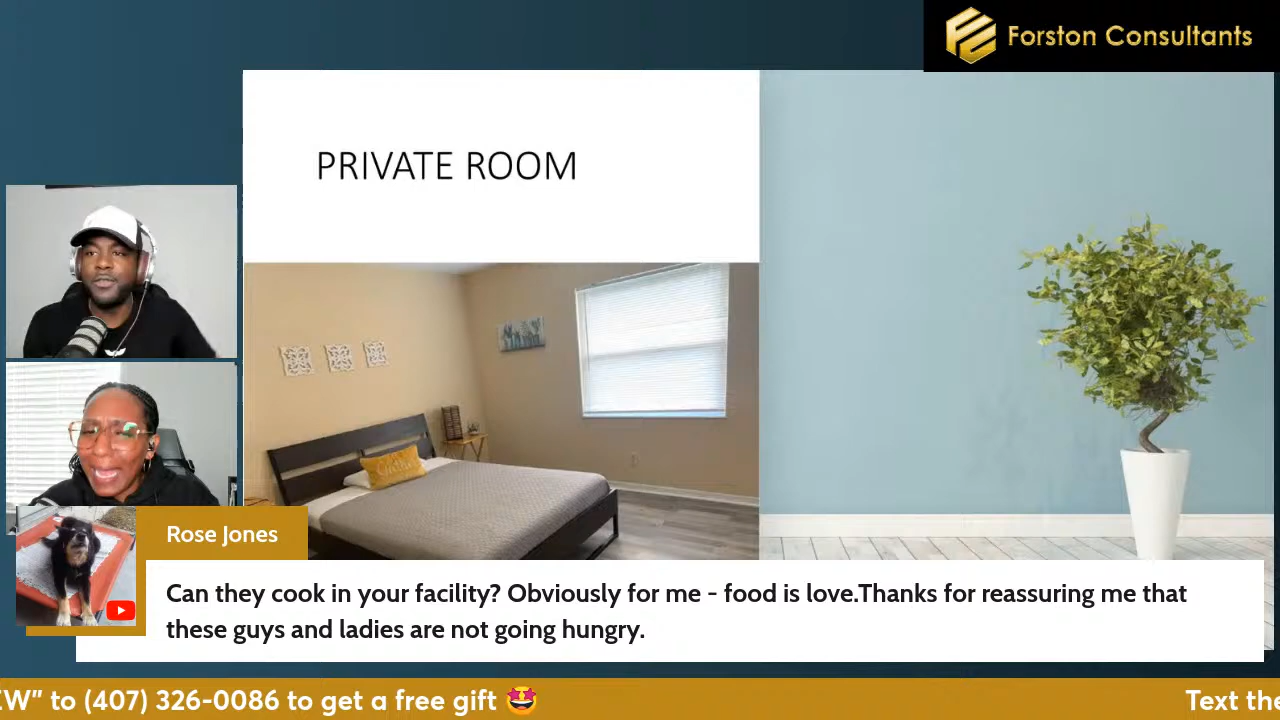 Forston Consultants
PRIVATE ROOM
Rose Jones
Can they cook in your facility? Obviously for me - food is love.Thanks for reassuring me that
these guys and ladies are not going hungry.
EW" to (407) 326-0086 to get a free gift 🤩
Text the